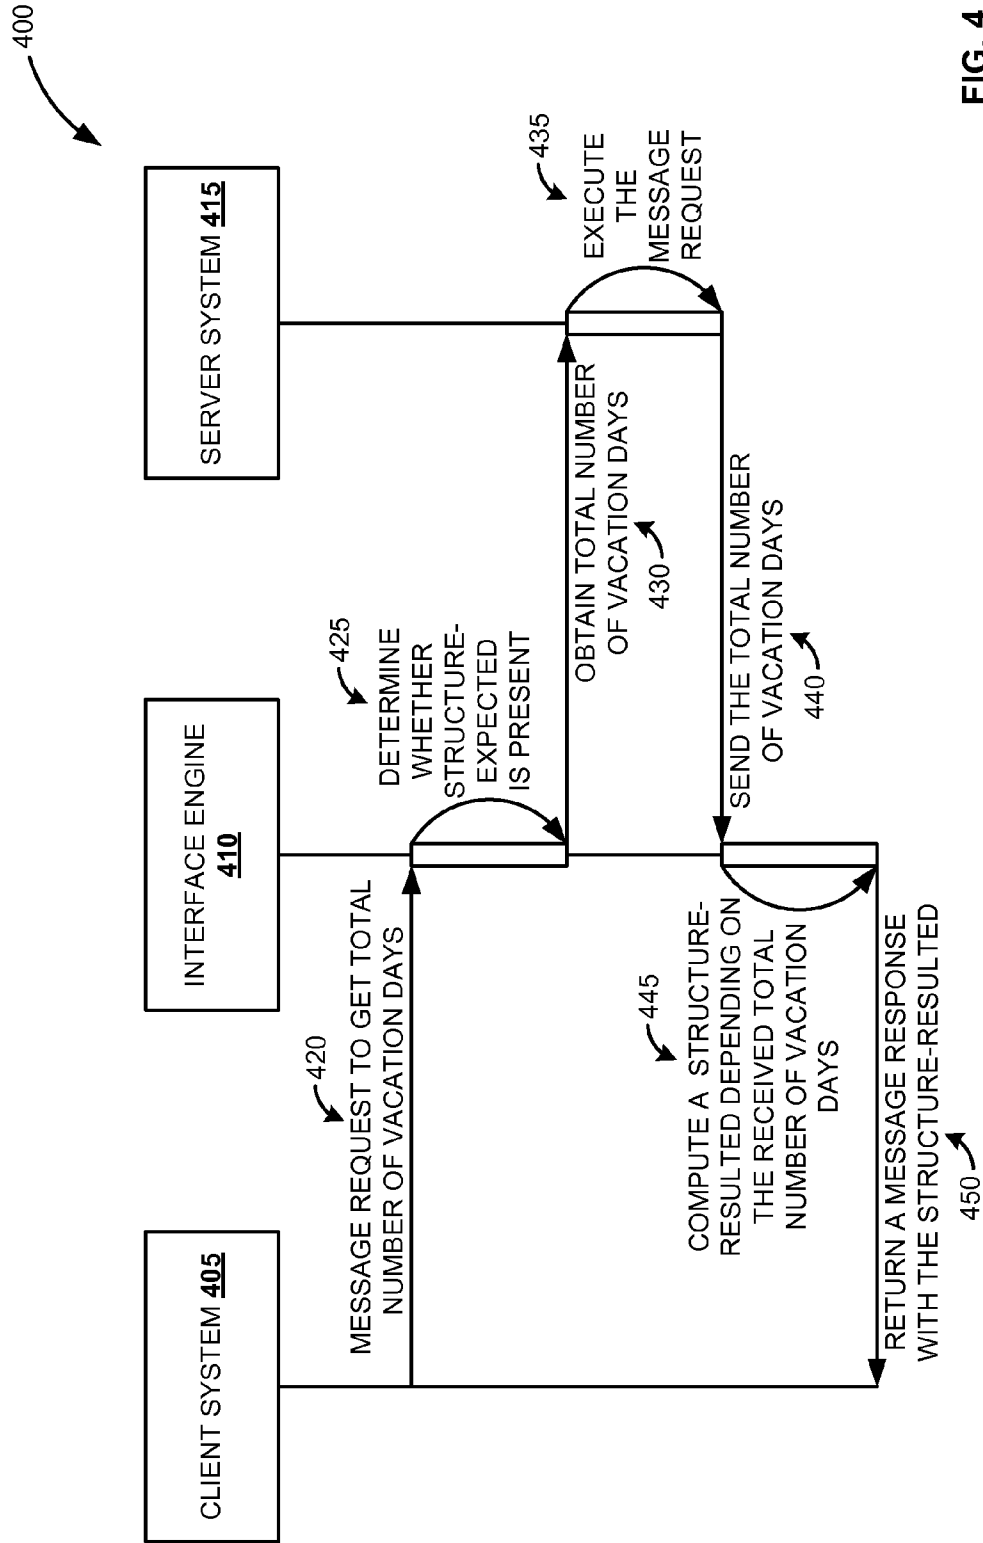 400
CLIENT SYSTEM 405
INTERFACE ENGINE
410
SERVER SYSTEM 415
420
MESSAGE REQUEST TO GET TOTAL
NUMBER OF VACATION DAYS
425
DETERMINE
WHETHER
STRUCTURE-
EXPECTED
IS PRESENT
OBTAIN TOTAL NUMBER
OF VACATION DAYS
430
435
EXECUTE
THE
MESSAGE
REQUEST
SEND THE TOTAL NUMBER
OF VACATION DAYS
440
445
COMPUTE A STRUCTURE-
RESULTED DEPENDING ON
THE RECEIVED TOTAL
NUMBER OF VACATION
DAYS
RETURN A MESSAGE RESPONSE
WITH THE STRUCTURE-RESULTED
450
FIG. 4